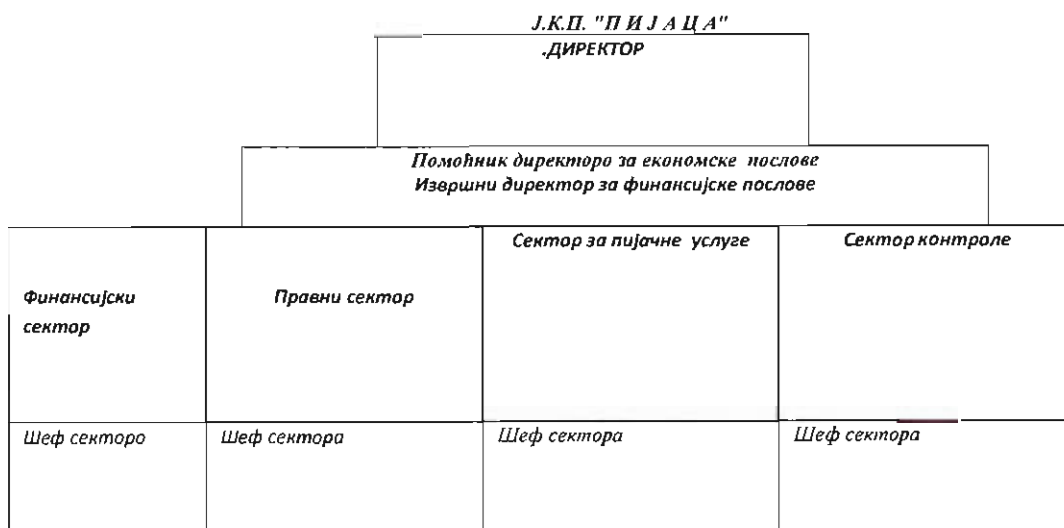 Ј.К.П. "П И Ј А Ц А"
.ДИРЕКТОР
Помоћник директоро за економске послове
Извршни директор за финансијске послове
Финансијски
сектор
Правни сектор
Сектор за пијачне услуге
Сектор контроле
Шеф секторо
Шеф сектора
Шеф сектора
Шеф сектора